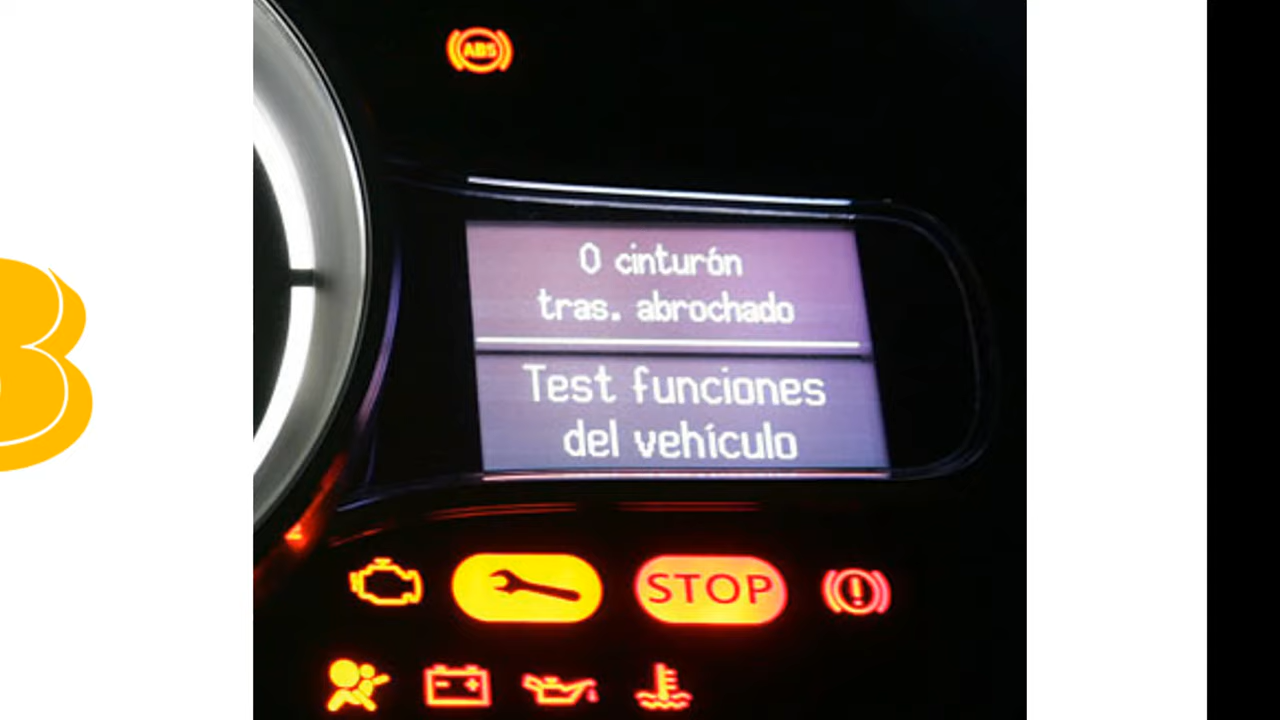 ABS
0 cinturón
tras. abrochado
Test funciones
del vehículo
STOP
B